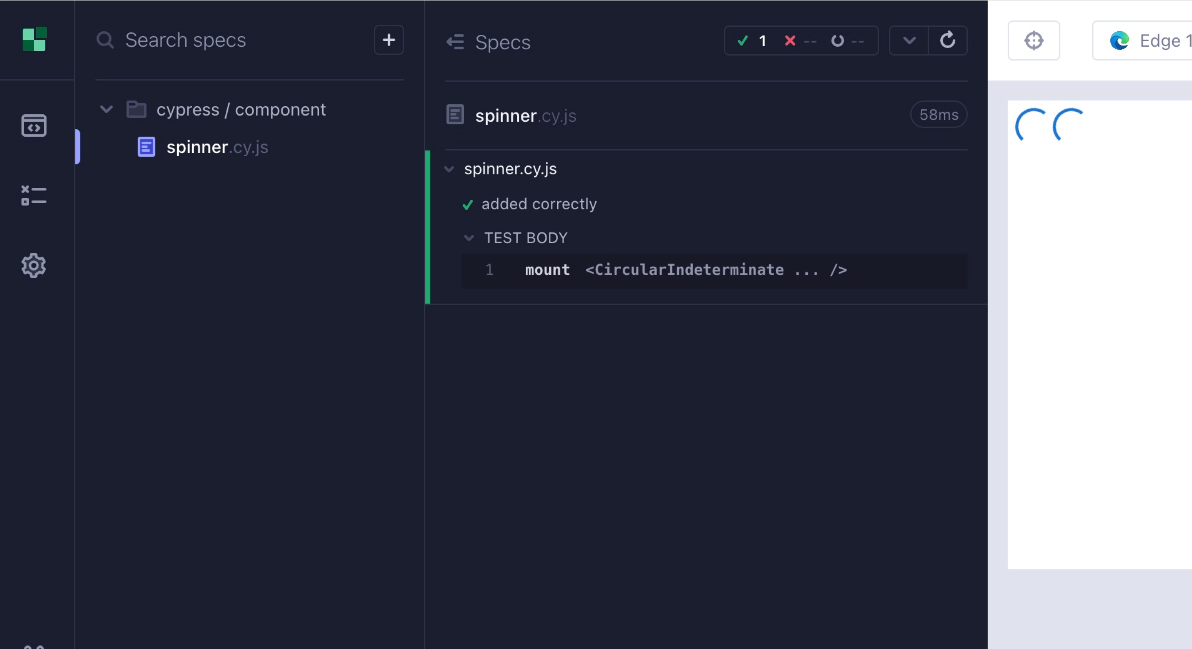 Search specs
+
Specs
1 -- --
Edge 1
cypress / component
spinner.cy.js
spinner.cy.js
58ms
spinner.cy.js
added correctly
TEST BODY
1 mount <CircularIndeterminate ... />